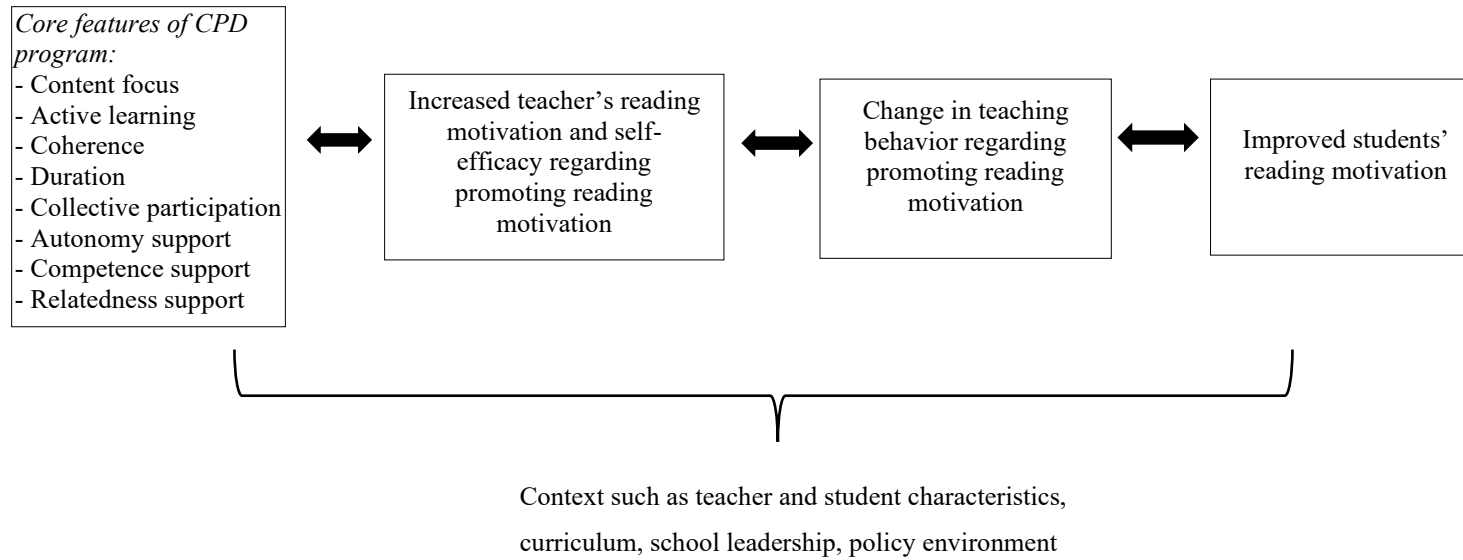 Core features of CPD
program:
- Content focus
- Active learning
- Coherence
- Duration
- Collective participation
- Autonomy support
- Competence support
- Relatedness support
Increased teacher’s reading
motivation and self-
efficacy regarding
promoting reading
motivation
Change in teaching
behavior regarding
promoting reading
motivation
Improved students’
reading motivation
Context such as teacher and student characteristics,
curriculum, school leadership, policy environment